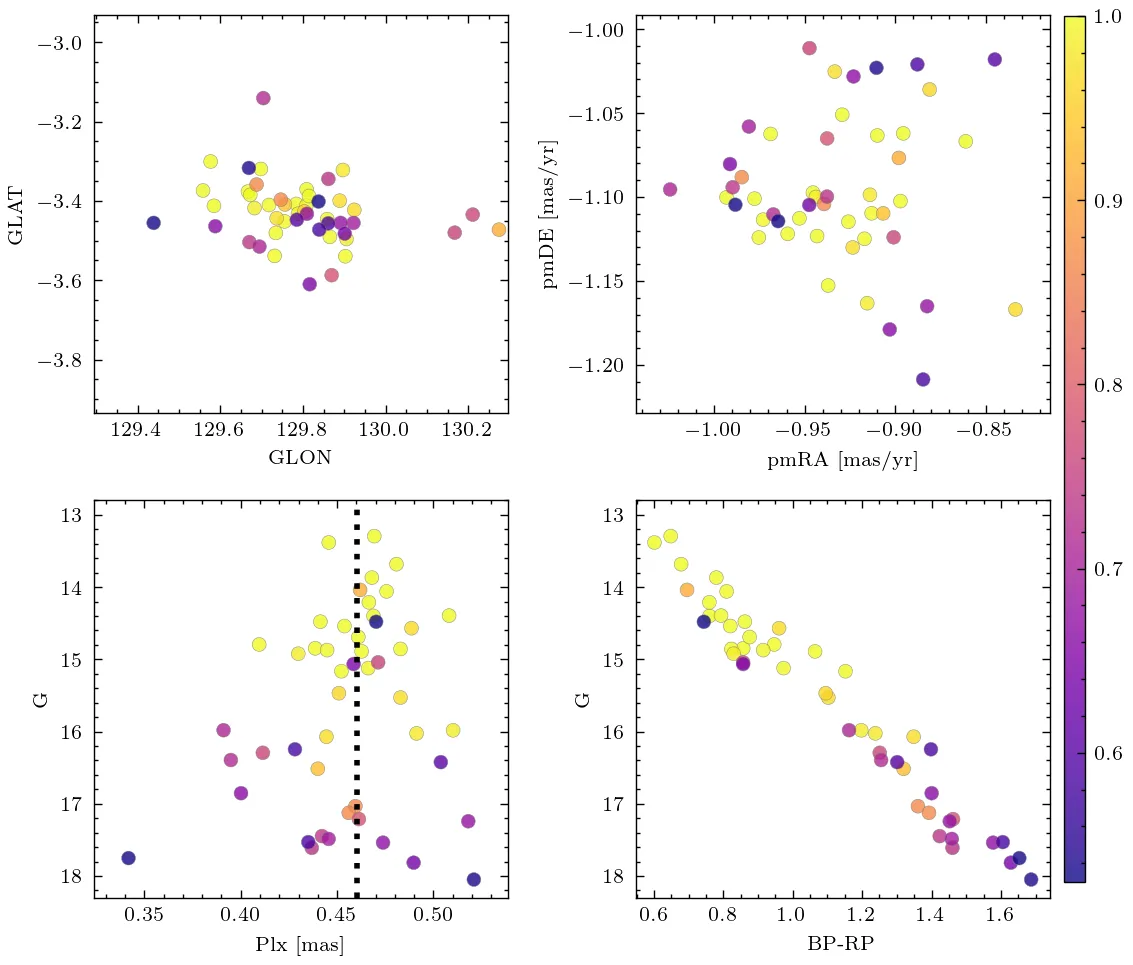 −3.0
−3.2
−3.4
−3.6
−3.8
GLAT
129.4 129.6 129.8 130.0 130.2
GLON
−1.00
−1.05
−1.10
−1.15
−1.20
pmDE [mas/yr]
−1.00 −0.95 −0.90 −0.85
pmRA [mas/yr]
1.0
0.9
0.8
0.7
0.6
13
14
15
16
17
18
G
0.35 0.40 0.45 0.50
Plx [mas]
13
14
15
16
17
18
G
0.6 0.8 1.0 1.2 1.4 1.6
BP-RP